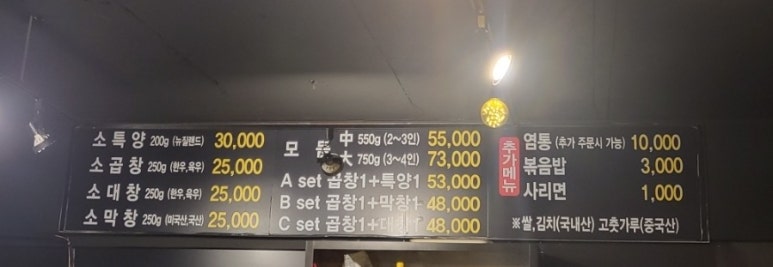 소특양 200g (뉴질랜드) 30,000
소곱창 250g (한우,육우) 25,000
소대창 250g (한우,육우) 25,000
소막창 250g (미국산,국산) 25,000
모 中 550g (2~3인) 55,000
大 750g (3~4인) 73,000
A set 곱창1+특양1 53,000
B set 곱창1+막창1 48,000
C set 곱창1+대창1 48,000
추가메뉴
염통 (추가 주문시 가능) 10,000
볶음밥 3,000
사리면 1,000
※쌀,김치(국내산) 고춧가루(중국산)